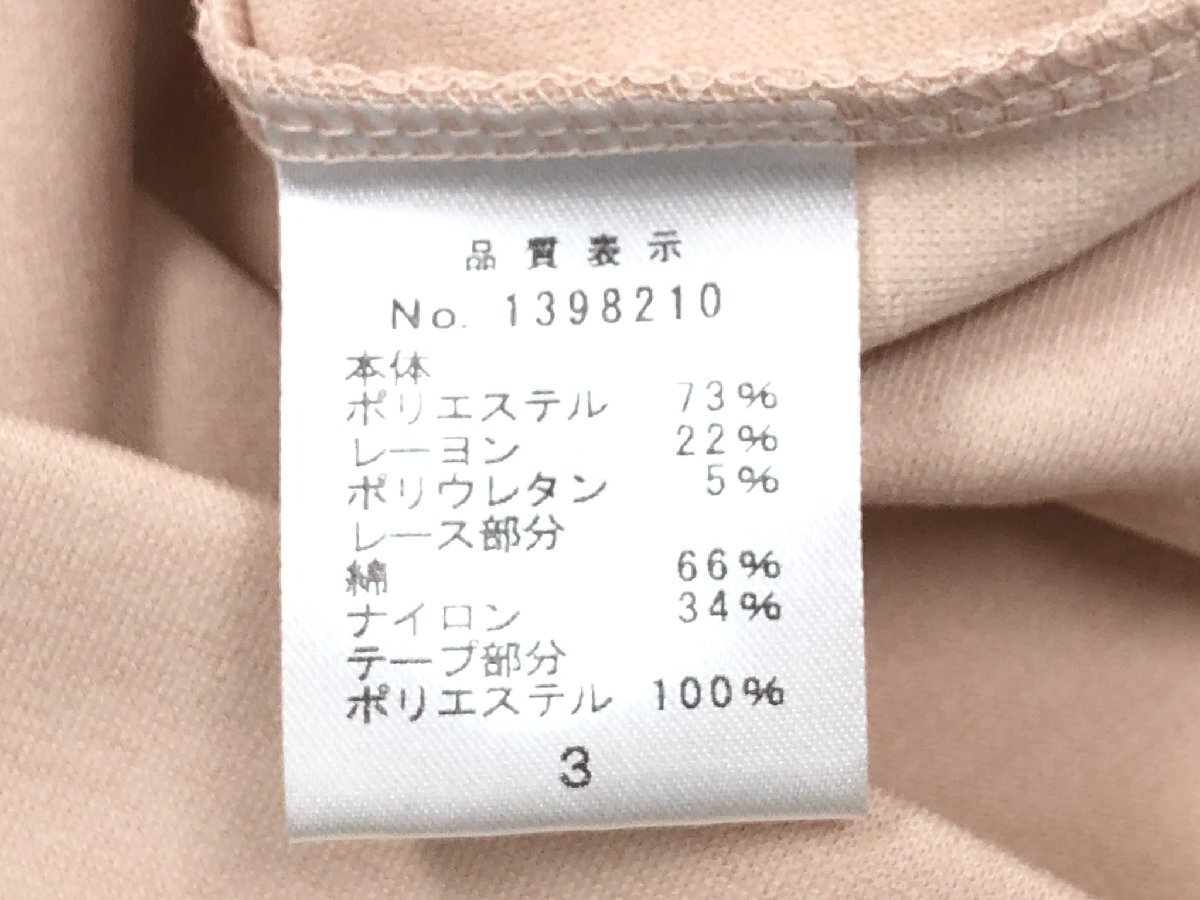 品質表示
No. 1398210
本体
ポリエステル 73%
レーヨン 22%
ポリウレタン 5%
レース部分
綿 66%
ナイロン 34%
テープ部分
ポリエステル 100%
3